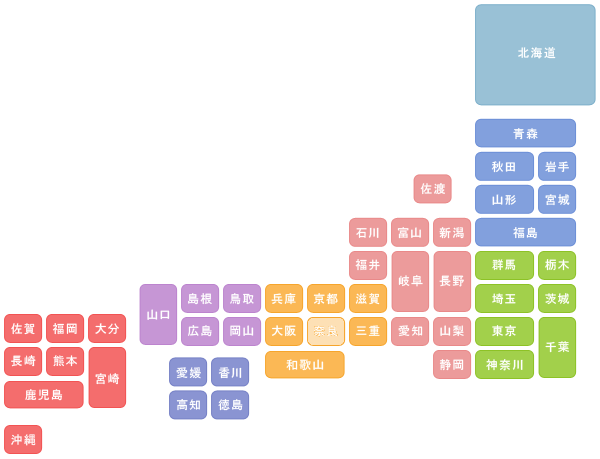 北海道
青森
秋田 岩手
佐渡
山形 宮城
石川 富山 新潟 福島
福井 岐阜 長野 群馬 栃木
山口 島根 鳥取 兵庫 京都 滋賀 埼玉 茨城
佐賀 福岡 大分 広島 岡山 大阪 三重 愛知 山梨 東京 千葉
長崎 熊本 宮崎 愛媛 香川 和歌山 静岡 神奈川
鹿児島 高知 徳島
沖縄